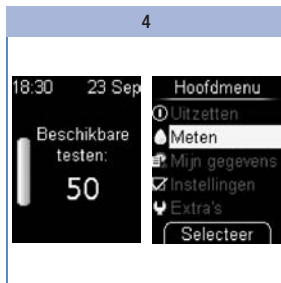 4
18:30 23 Sep
Beschikbare
testen:
50
Hoofdmenu
Uitzetten
Meten
Mijn gegevens
Instellingen
Extra's
Selecteer